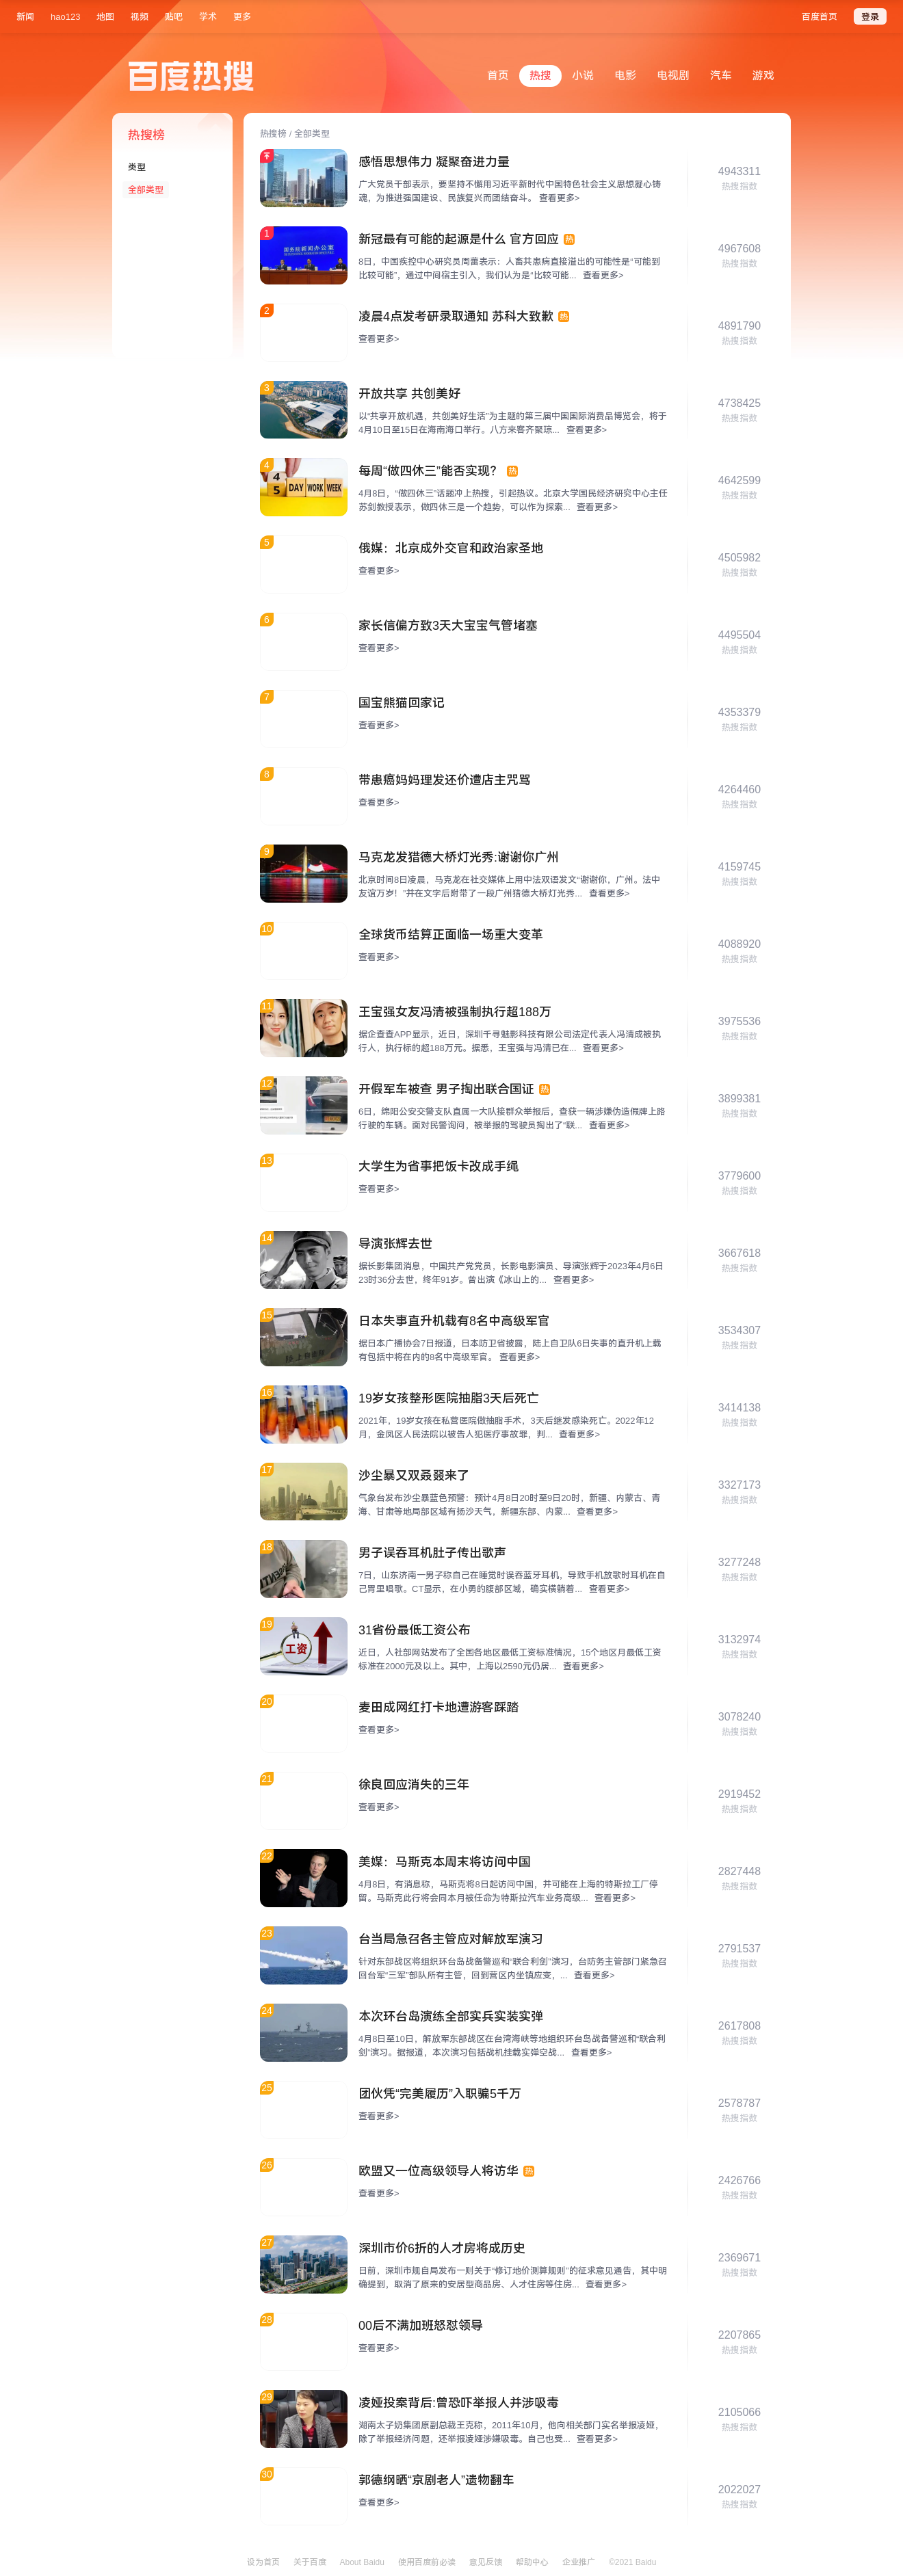 新闻 hao123 地图 视频 贴吧 学术 更多 百度首页 登录
百度热搜
首页 热搜 小说 电影 电视剧 汽车 游戏
热搜榜
类型
全部类型
热搜榜 / 全部类型
感悟思想伟力 凝聚奋进力量
广大党员干部表示，要坚持不懈用习近平新时代中国特色社会主义思想凝心铸
魂，为推进强国建设、民族复兴而团结奋斗。 查看更多>
4943311
热搜指数
1
新冠最有可能的起源是什么 官方回应 热
8日，中国疾控中心研究员周蕾表示：人畜共患病直接溢出的可能性是“可能到
比较可能”，通过中间宿主引入，我们认为是“比较可能... 查看更多>
4967608
热搜指数
2
凌晨4点发考研录取通知 苏科大致歉 热
查看更多>
4891790
热搜指数
3
开放共享 共创美好
以“共享开放机遇，共创美好生活”为主题的第三届中国国际消费品博览会，将于
4月10日至15日在海南海口举行。八方来客齐聚琼... 查看更多>
4738425
热搜指数
4
每周“做四休三”能否实现？ 热
4月8日，“做四休三”话题冲上热搜，引起热议。北京大学国民经济研究中心主任
苏剑教授表示，做四休三是一个趋势，可以作为探索... 查看更多>
4642599
热搜指数
4 5 DAY WORK WEEK
5
俄媒：北京成外交官和政治家圣地
查看更多>
4505982
热搜指数
6
家长信偏方致3天大宝宝气管堵塞
查看更多>
4495504
热搜指数
7
国宝熊猫回家记
查看更多>
4353379
热搜指数
8
带患癌妈妈理发还价遭店主咒骂
查看更多>
4264460
热搜指数
9
马克龙发猎德大桥灯光秀:谢谢你广州
北京时间8日凌晨，马克龙在社交媒体上用中法双语发文“谢谢你，广州。法中
友谊万岁！”并在文字后附带了一段广州猎德大桥灯光秀... 查看更多>
4159745
热搜指数
10
全球货币结算正面临一场重大变革
查看更多>
4088920
热搜指数
11
王宝强女友冯清被强制执行超188万
据企查查APP显示，近日，深圳千寻魅影科技有限公司法定代表人冯清成被执
行人，执行标的超188万元。据悉，王宝强与冯清已在... 查看更多>
3975536
热搜指数
12
开假军车被查 男子掏出联合国证 热
6日，绵阳公安交警支队直属一大队接群众举报后，查获一辆涉嫌伪造假牌上路
行驶的车辆。面对民警询问，被举报的驾驶员掏出了“联... 查看更多>
3899381
热搜指数
13
大学生为省事把饭卡改成手绳
查看更多>
3779600
热搜指数
14
导演张辉去世
据长影集团消息，中国共产党党员，长影电影演员、导演张辉于2023年4月6日
23时36分去世，终年91岁。曾出演《冰山上的... 查看更多>
3667618
热搜指数
15
日本失事直升机载有8名中高级军官
据日本广播协会7日报道，日本防卫省披露，陆上自卫队6日失事的直升机上载
有包括中将在内的8名中高级军官。 查看更多>
3534307
热搜指数
16
19岁女孩整形医院抽脂3天后死亡
2021年，19岁女孩在私营医院做抽脂手术，3天后继发感染死亡。2022年12
月，金凤区人民法院以被告人犯医疗事故罪，判... 查看更多>
3414138
热搜指数
17
沙尘暴又双叒叕来了
气象台发布沙尘暴蓝色预警：预计4月8日20时至9日20时，新疆、内蒙古、青
海、甘肃等地局部区域有扬沙天气，新疆东部、内蒙... 查看更多>
3327173
热搜指数
18
男子误吞耳机肚子传出歌声
7日，山东济南一男子称自己在睡觉时误吞蓝牙耳机，导致手机放歌时耳机在自
己胃里唱歌。CT显示，在小勇的腹部区域，确实横躺着... 查看更多>
3277248
热搜指数
19
31省份最低工资公布
近日，人社部网站发布了全国各地区最低工资标准情况，15个地区月最低工资
标准在2000元及以上。其中，上海以2590元仍居... 查看更多>
3132974
热搜指数
工资
20
麦田成网红打卡地遭游客踩踏
查看更多>
3078240
热搜指数
21
徐良回应消失的三年
查看更多>
2919452
热搜指数
22
美媒：马斯克本周末将访问中国
4月8日，有消息称，马斯克将8日起访问中国，并可能在上海的特斯拉工厂停
留。马斯克此行将会同本月被任命为特斯拉汽车业务高级... 查看更多>
2827448
热搜指数
23
台当局急召各主管应对解放军演习
针对东部战区将组织环台岛战备警巡和“联合利剑”演习，台防务主管部门紧急召
回台军“三军”部队所有主管，回到营区内坐镇应变，... 查看更多>
2791537
热搜指数
24
本次环台岛演练全部实兵实装实弹
4月8日至10日，解放军东部战区在台湾海峡等地组织环台岛战备警巡和“联合利
剑”演习。据报道，本次演习包括战机挂载实弹空战... 查看更多>
2617808
热搜指数
25
团伙凭“完美履历”入职骗5千万
查看更多>
2578787
热搜指数
26
欧盟又一位高级领导人将访华 热
查看更多>
2426766
热搜指数
27
深圳市价6折的人才房将成历史
日前，深圳市规自局发布一则关于“修订地价测算规则”的征求意见通告，其中明
确提到，取消了原来的安居型商品房、人才住房等住房... 查看更多>
2369671
热搜指数
28
00后不满加班怒怼领导
查看更多>
2207865
热搜指数
29
凌娅投案背后:曾恐吓举报人并涉吸毒
湖南太子奶集团原副总裁王克称，2011年10月，他向相关部门实名举报凌娅，
除了举报经济问题，还举报凌娅涉嫌吸毒。自己也受... 查看更多>
2105066
热搜指数
30
郭德纲晒“京剧老人”遗物翻车
查看更多>
2022027
热搜指数
设为首页 关于百度 About Baidu 使用百度前必读 意见反馈 帮助中心 企业推广 ©2021 Baidu